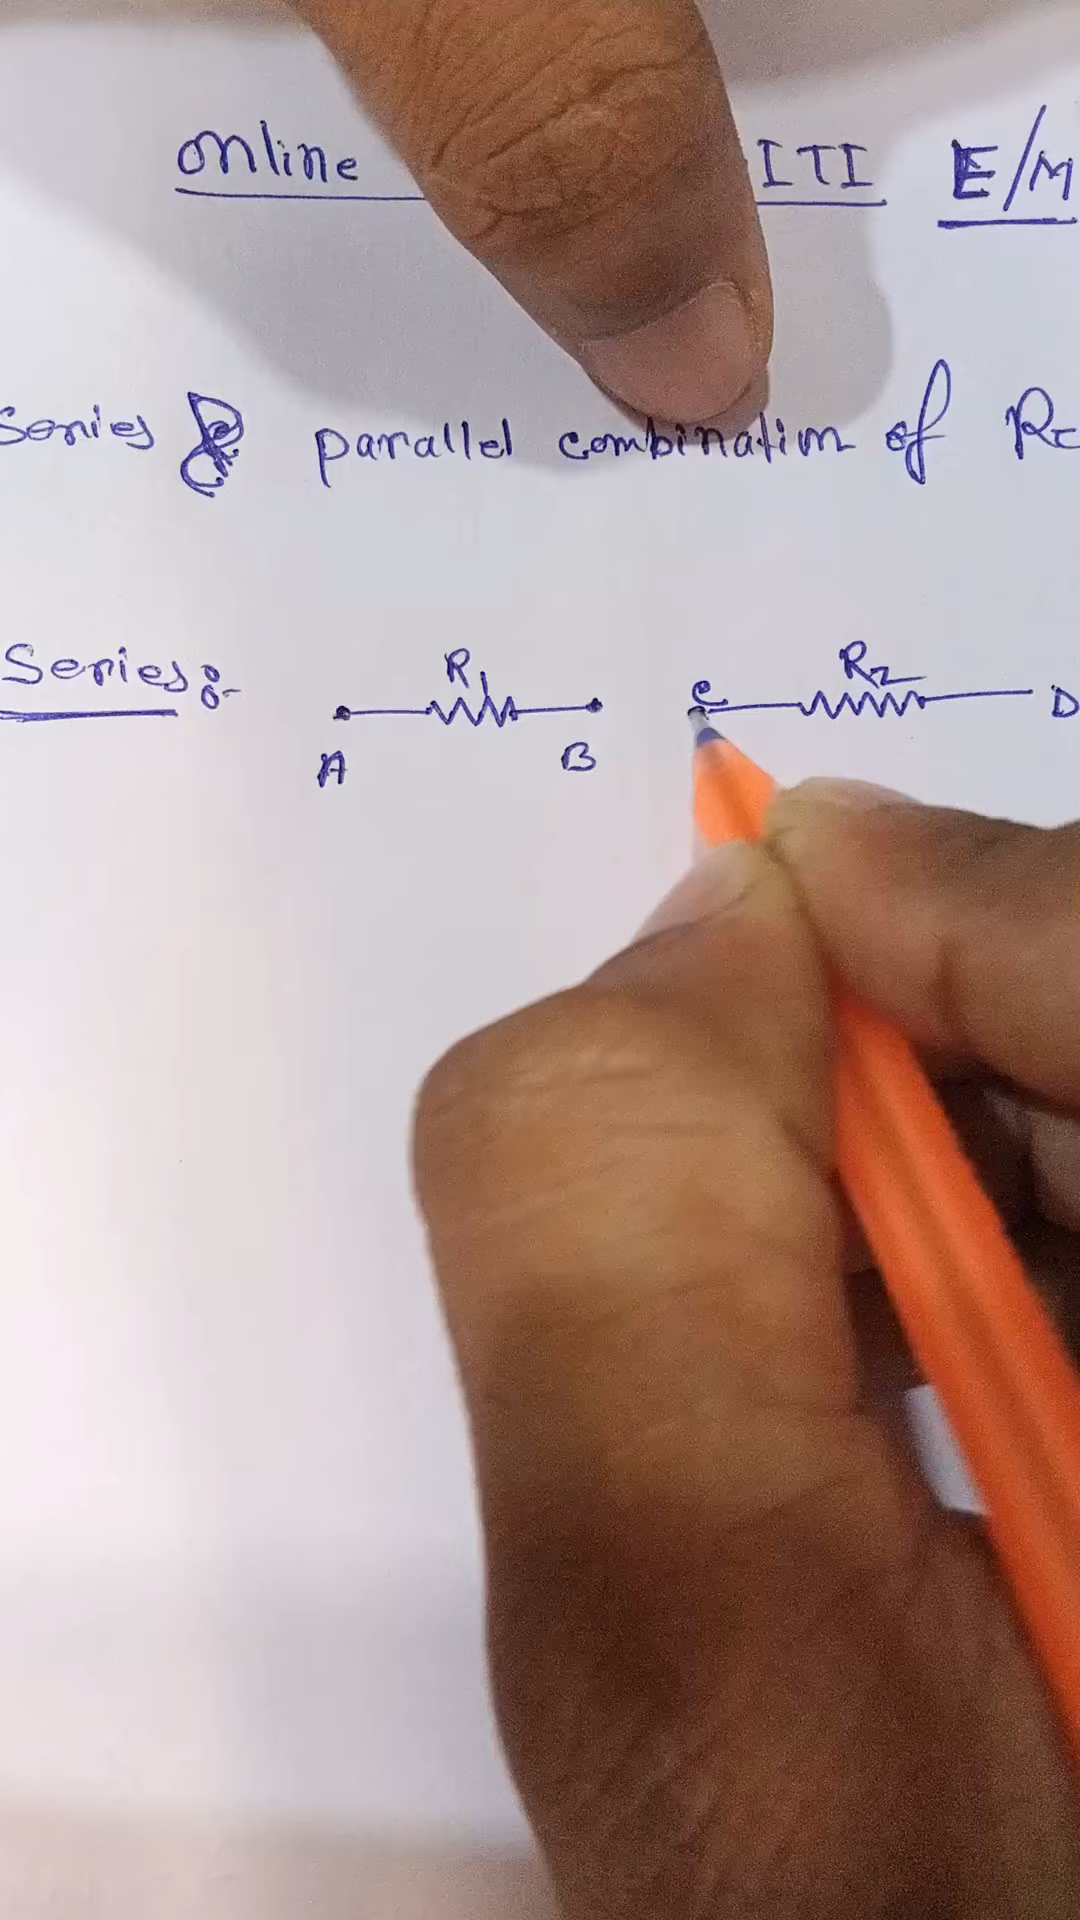 Online ITI E/M
Series & parallel combination of
Series:-
R1 R2
A B C D